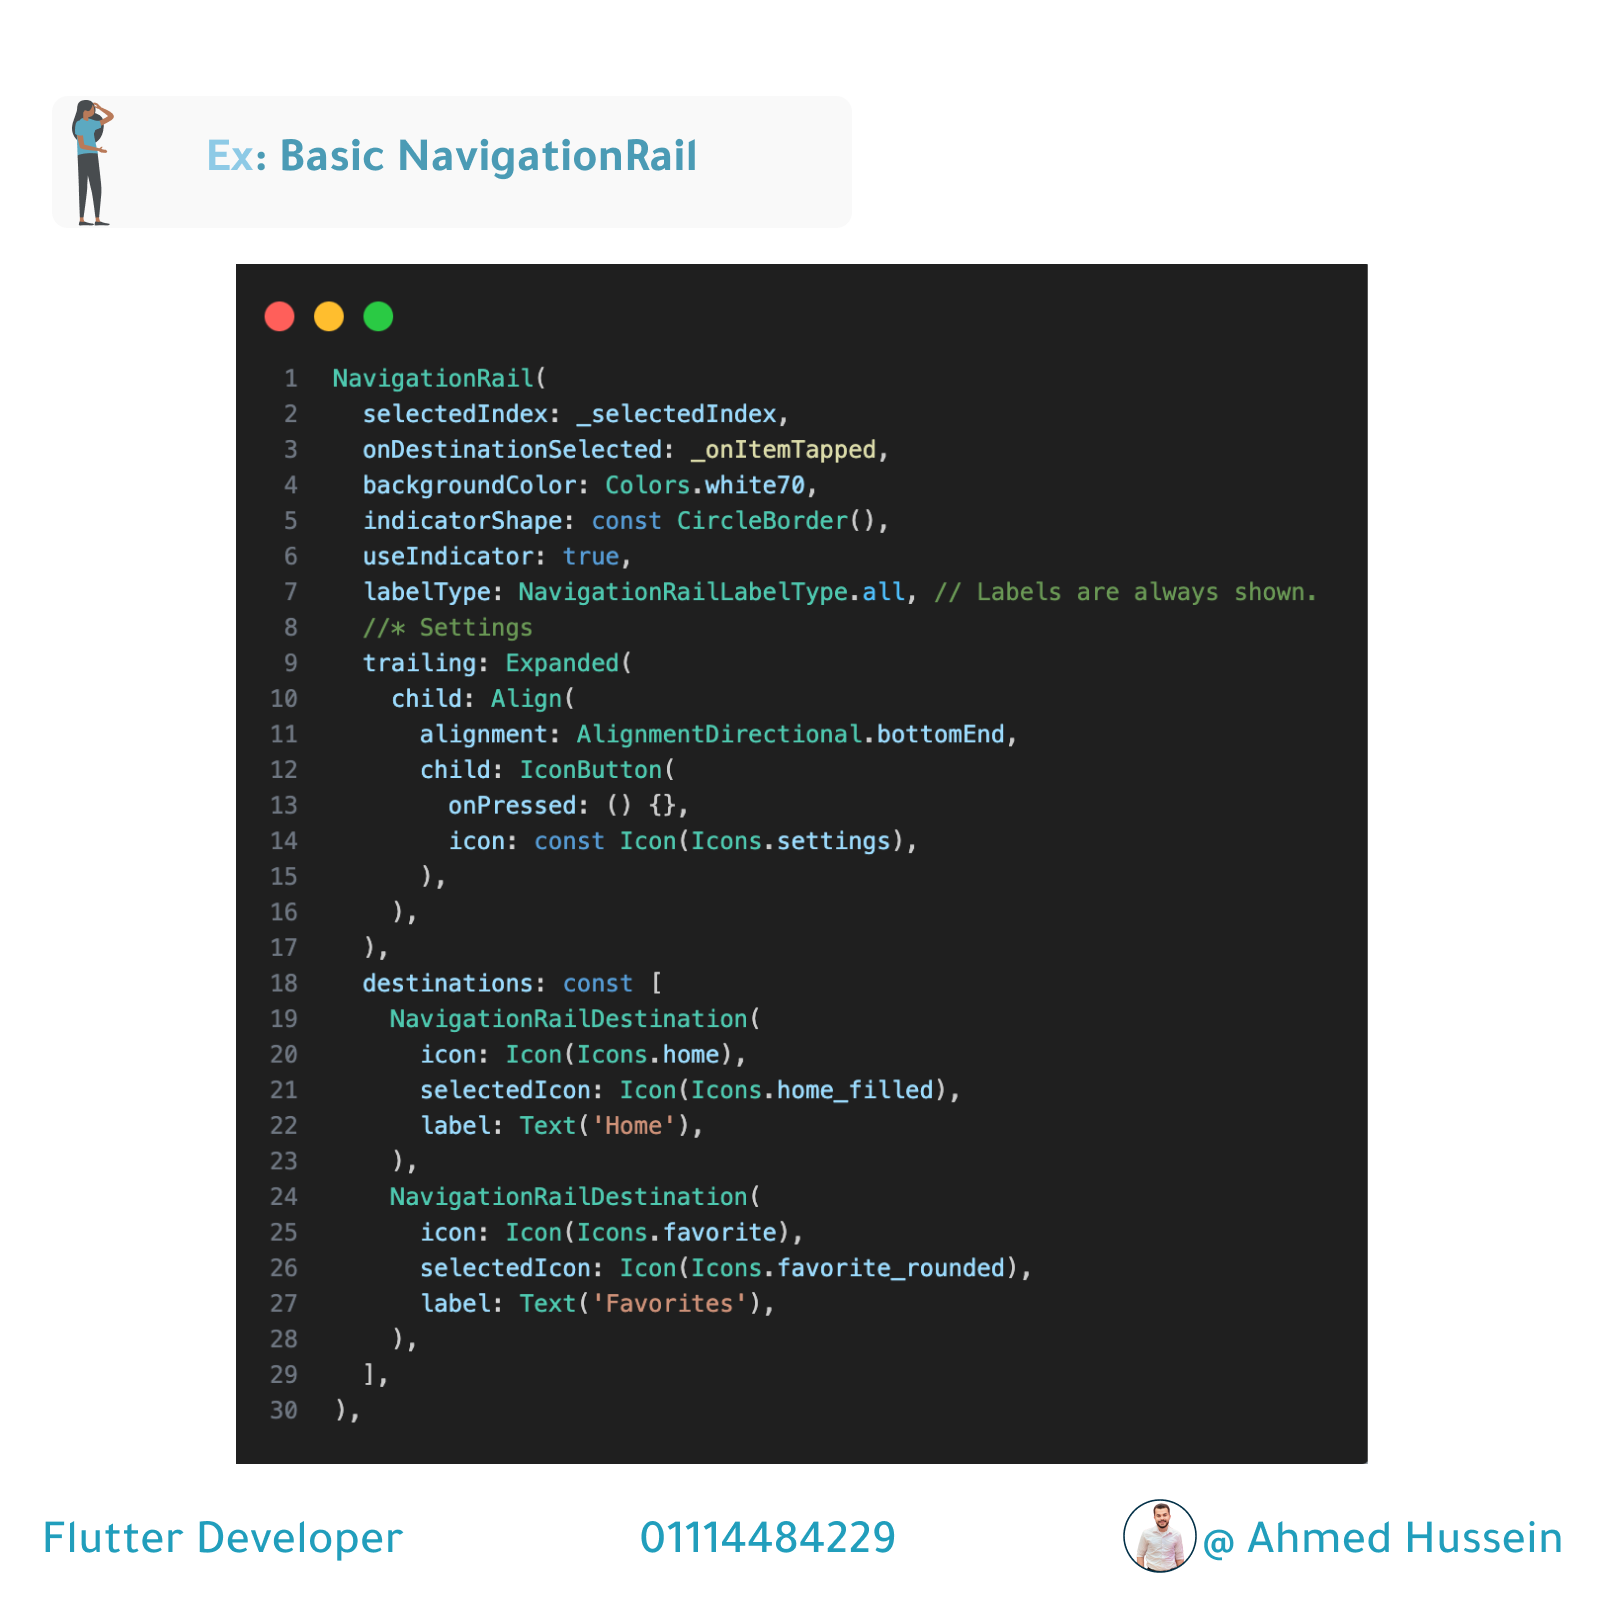 Ex: Basic NavigationRail
1 NavigationRail(
2   selectedIndex: _selectedIndex,
3   onDestinationSelected: _onItemTapped,
4   backgroundColor: Colors.white70,
5   indicatorShape: const CircleBorder(),
6   useIndicator: true,
7   labelType: NavigationRailLabelType.all, // Labels are always shown.
8   //* Settings
9   trailing: Expanded(
10     child: Align(
11       alignment: AlignmentDirectional.bottomEnd,
12       child: IconButton(
13         onPressed: () {},
14         icon: const Icon(Icons.settings),
15       ),
16     ),
17   ),
18   destinations: const [
19     NavigationRailDestination(
20       icon: Icon(Icons.home),
21       selectedIcon: Icon(Icons.home_filled),
22       label: Text('Home'),
23     ),
24     NavigationRailDestination(
25       icon: Icon(Icons.favorite),
26       selectedIcon: Icon(Icons.favorite_rounded),
27       label: Text('Favorites'),
28     ),
29   ],
30 ),
Flutter Developer
01114484229
@ Ahmed Hussein